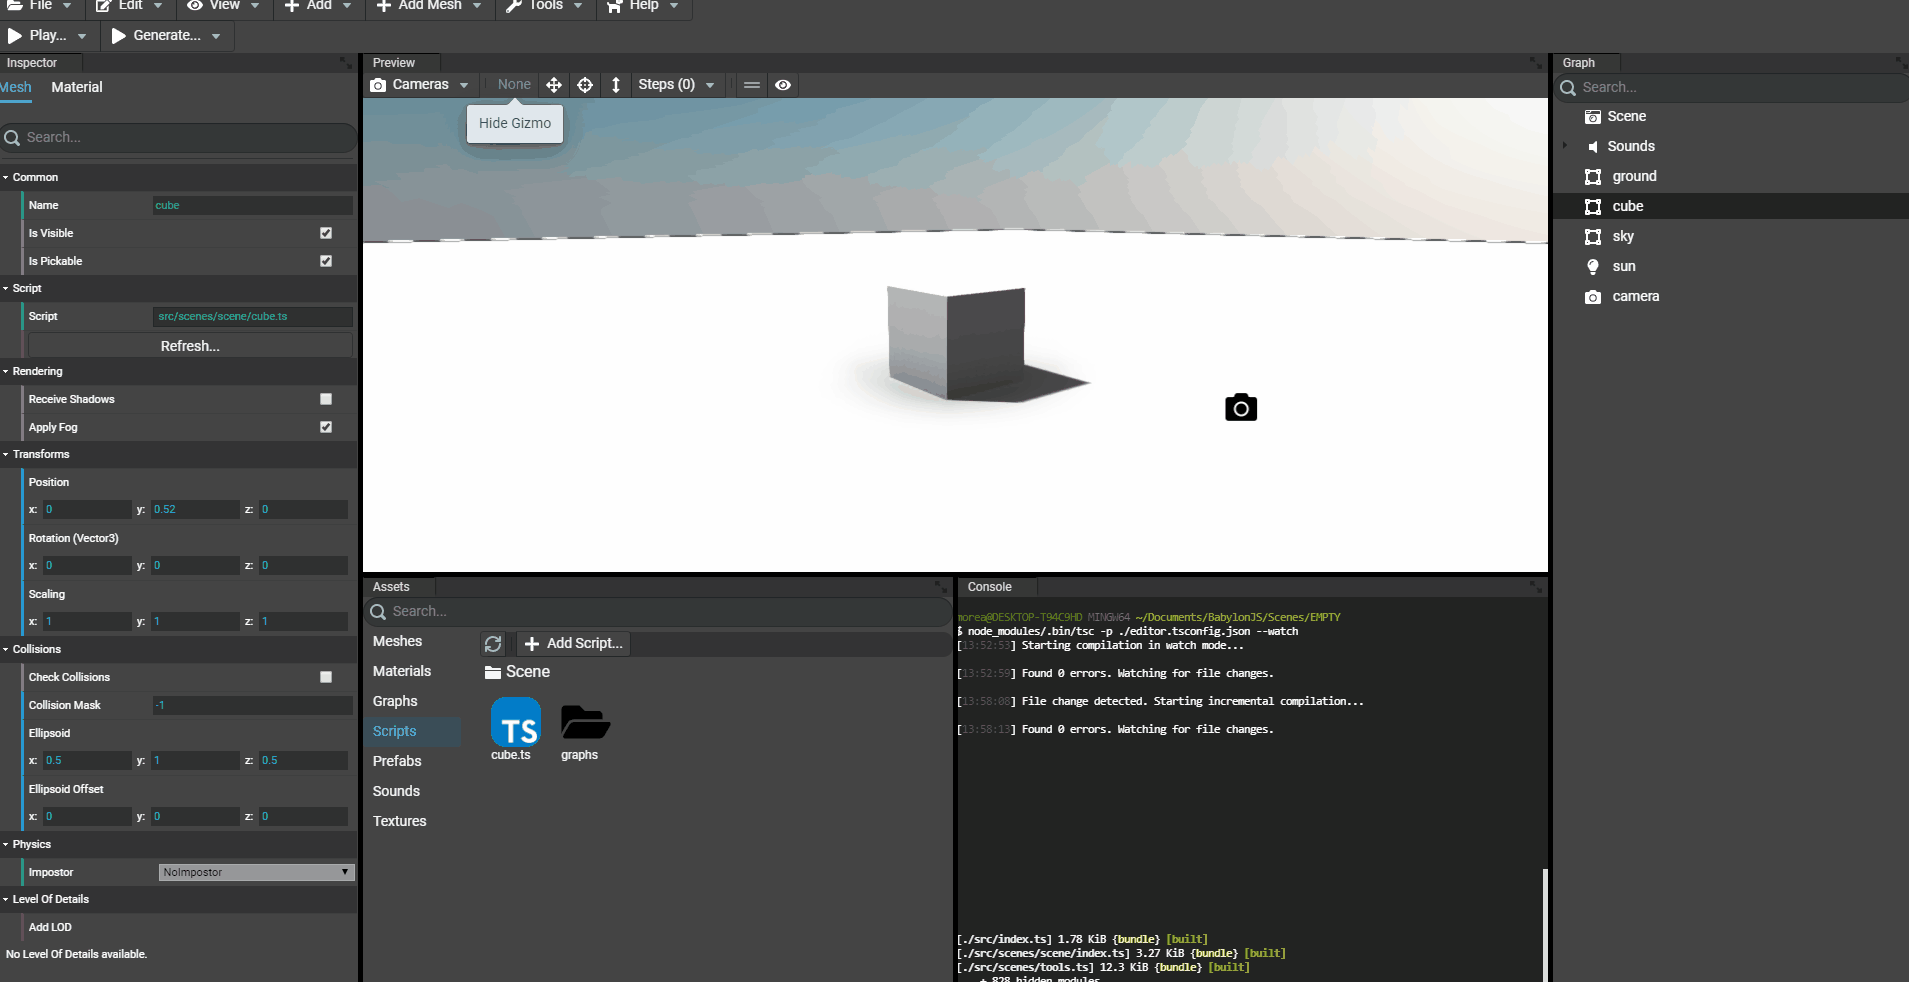 File Edit View Add Add Mesh Tools Help
Play... Generate...
Inspector
Mesh Material
Search...
Common
Name cube
Is Visible
Is Pickable
Script
Script src/scenes/scene/cube.ts
Refresh...
Rendering
Receive Shadows
Apply Fog
Transforms
Position
x: 0 y: 0.52 z: 0
Rotation (Vector3)
x: 0 y: 0 z: 0
Scaling
x: 1 y: 1 z: 1
Collisions
Check Collisions
Collision Mask -1
Ellipsoid
x: 0.5 y: 1 z: 0.5
Ellipsoid Offset
x: 0 y: 0 z: 0
Physics
Impostor NoImpostor
Level Of Details
Add LOD
No Level Of Details available.
Preview
Cameras None Steps (0)
Hide Gizmo
Assets
Search...
Meshes
Materials
Graphs
Scripts
Prefabs
Sounds
Textures
Add Script...
Scene
TS
cube.ts graphs
Console
morea@DESKTOP-T94C9HD MINGW64 ~/Documents/BabylonJS/Scenes/EMPTY
$ node_modules/.bin/tsc -p ./editor.tsconfig.json --watch
[13:52:53] Starting compilation in watch mode...
[13:52:59] Found 0 errors. Watching for file changes.
[13:58:08] File change detected. Starting incremental compilation...
[13:58:13] Found 0 errors. Watching for file changes.
[./src/index.ts] 1.78 KiB {bundle} [built]
[./src/scenes/scene/index.ts] 3.27 KiB {bundle} [built]
[./src/scenes/tools.ts] 12.3 KiB {bundle} [built]
+ 828 hidden modules
Graph
Search...
Scene
Sounds
ground
cube
sky
sun
camera